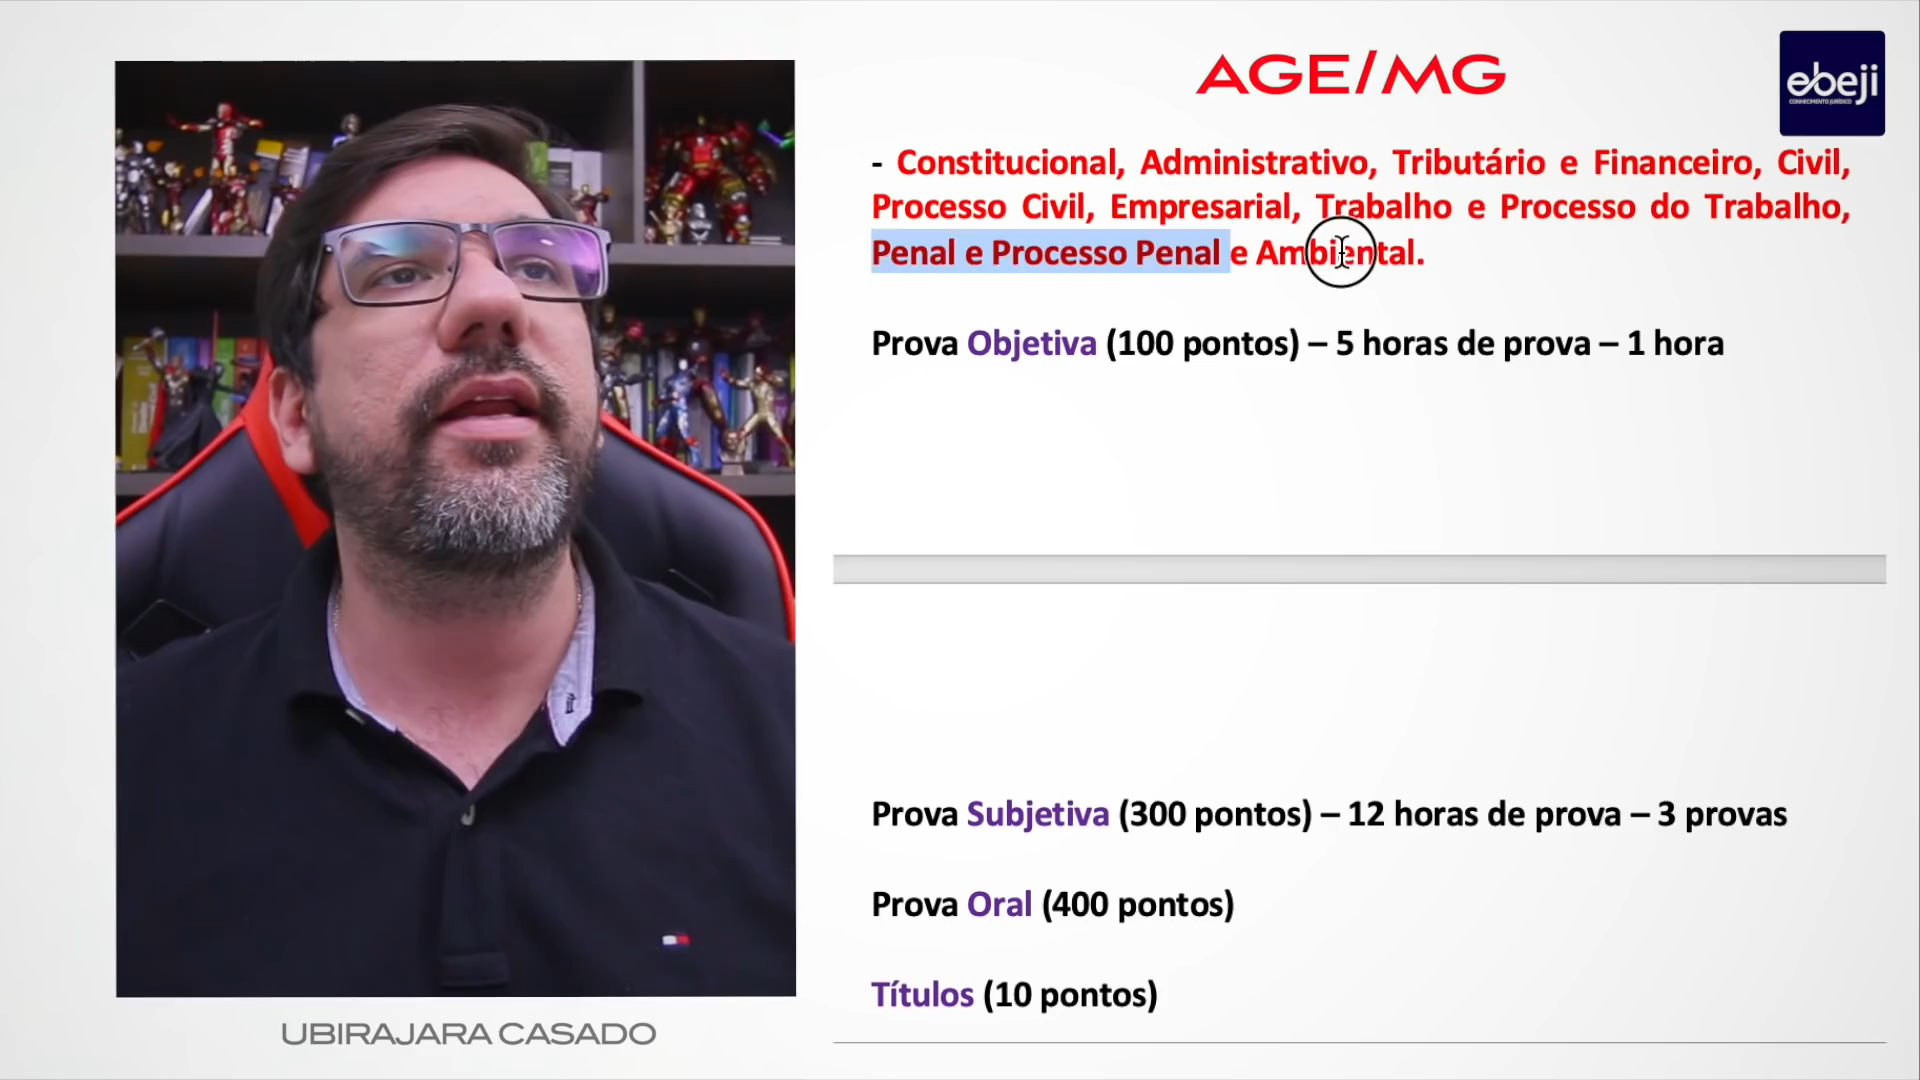 AGE/MG
ebeji
CONHECIMENTO JURÍDICO
- Constitucional, Administrativo, Tributário e Financeiro, Civil,
Processo Civil, Empresarial, Trabalho e Processo do Trabalho,
Penal e Processo Penal e Ambiental.
Prova Objetiva (100 pontos) – 5 horas de prova – 1 hora
Prova Subjetiva (300 pontos) – 12 horas de prova – 3 provas
Prova Oral (400 pontos)
Títulos (10 pontos)
UBIRAJARA CASADO